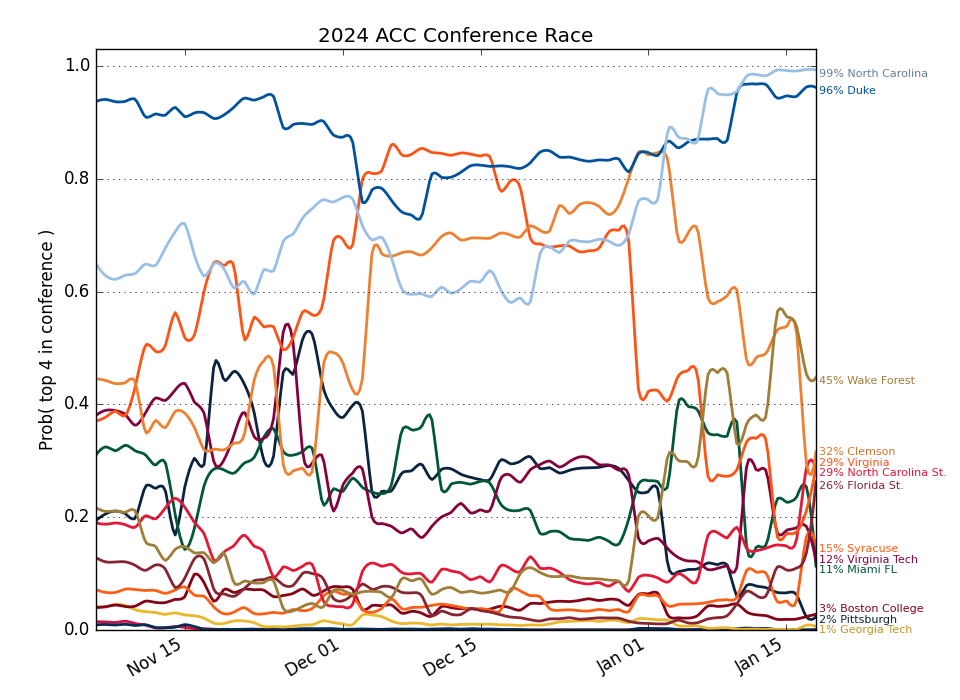 2024 ACC Conference Race
Prob( top 4 in conference )
1.0
0.8
0.6
0.4
0.2
0.0
Nov 15
Dec 01
Dec 15
Jan 01
Jan 15
99% North Carolina
96% Duke
45% Wake Forest
32% Clemson
29% Virginia
29% North Carolina St.
26% Florida St.
15% Syracuse
12% Virginia Tech
11% Miami FL
3% Boston College
2% Pittsburgh
1% Georgia Tech